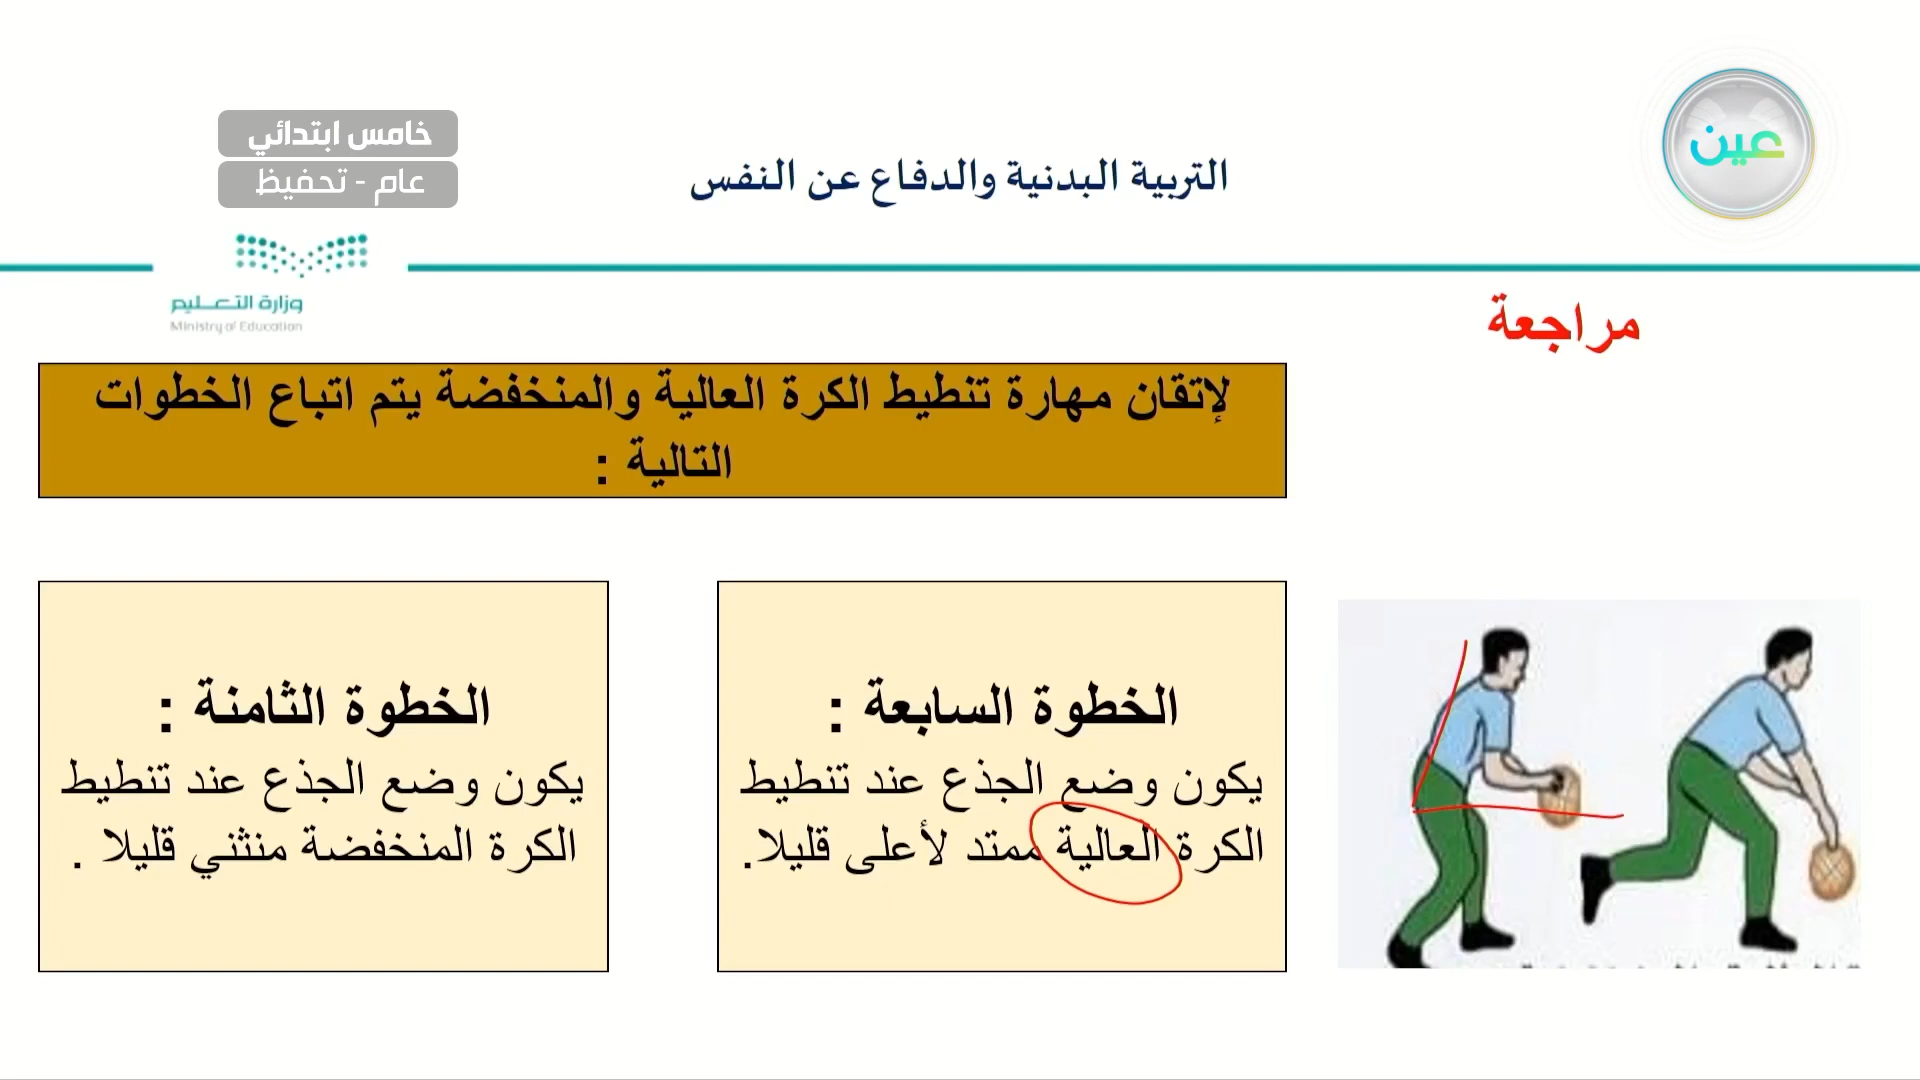 عين
خامس ابتدائي
عام - تحفيظ
التربية البدنية والدفاع عن النفس
وزارة التعليم
Ministry of Education
مراجعة
لإتقان مهارة تنطيط الكرة العالية والمنخفضة يتم اتباع الخطوات
التالية :
الخطوة السابعة :
يكون وضع الجذع عند تنطيط
الكرة العالية ممتد لأعلى قليلا.
الخطوة الثامنة :
يكون وضع الجذع عند تنطيط
الكرة المنخفضة منثني قليلا .